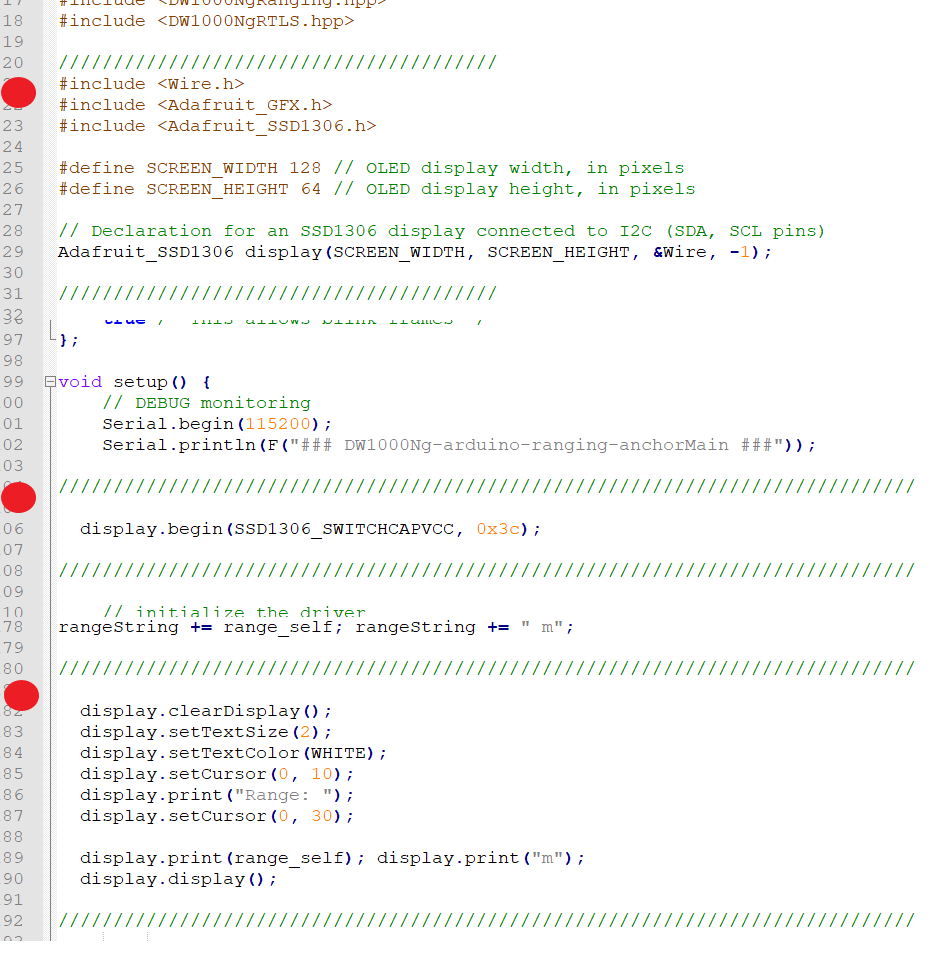 17 #include <DW1000NgRanging.hpp>
18 #include <DW1000NgRTLS.hpp>
19
20 ////////////////////////////////////////
#include <Wire.h>
22 #include <Adafruit_GFX.h>
23 #include <Adafruit_SSD1306.h>
24
25 #define SCREEN_WIDTH 128 // OLED display width, in pixels
26 #define SCREEN_HEIGHT 64 // OLED display height, in pixels
27
28 // Declaration for an SSD1306 display connected to I2C (SDA, SCL pins)
29 Adafruit_SSD1306 display(SCREEN_WIDTH, SCREEN_HEIGHT, &Wire, -1);
30
31 ////////////////////////////////////////
32 true /* This allows blink frames */
97 };
98
99 void setup() {
00 // DEBUG monitoring
01 Serial.begin(115200);
02 Serial.println(F("### DW1000Ng-arduino-ranging-anchorMain ###"));
03
//////////////////////////////////////////////////////////////////////////////
06 display.begin(SSD1306_SWITCHCAPVCC, 0x3c);
07
08 //////////////////////////////////////////////////////////////////////////////
09
10 // initialize the driver
78 rangeString += range_self; rangeString += " m";
79
80 //////////////////////////////////////////////////////////////////////////////
82 display.clearDisplay();
83 display.setTextSize(2);
84 display.setTextColor(WHITE);
85 display.setCursor(0, 10);
86 display.print("Range: ");
87 display.setCursor(0, 30);
88
89 display.print(range_self); display.print("m");
90 display.display();
91
92 //////////////////////////////////////////////////////////////////////////////